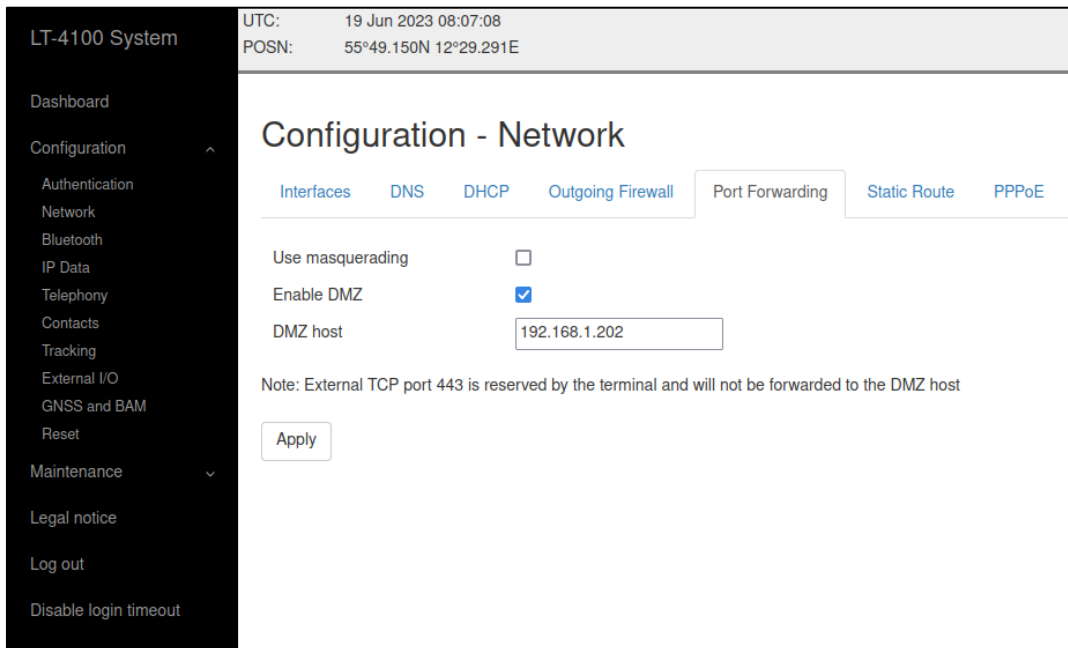 LT-4100 System
Dashboard
Configuration
Authentication
Network
Bluetooth
IP Data
Telephony
Contacts
Tracking
External I/O
GNSS and BAM
Reset
Maintenance
Legal notice
Log out
Disable login timeout
UTC: 19 Jun 2023 08:07:08
POSN: 55°49.150N 12°29.291E
Configuration - Network
Interfaces DNS DHCP Outgoing Firewall Port Forwarding Static Route PPPoE
Use masquerading
Enable DMZ
DMZ host 192.168.1.202
Note: External TCP port 443 is reserved by the terminal and will not be forwarded to the DMZ host
Apply